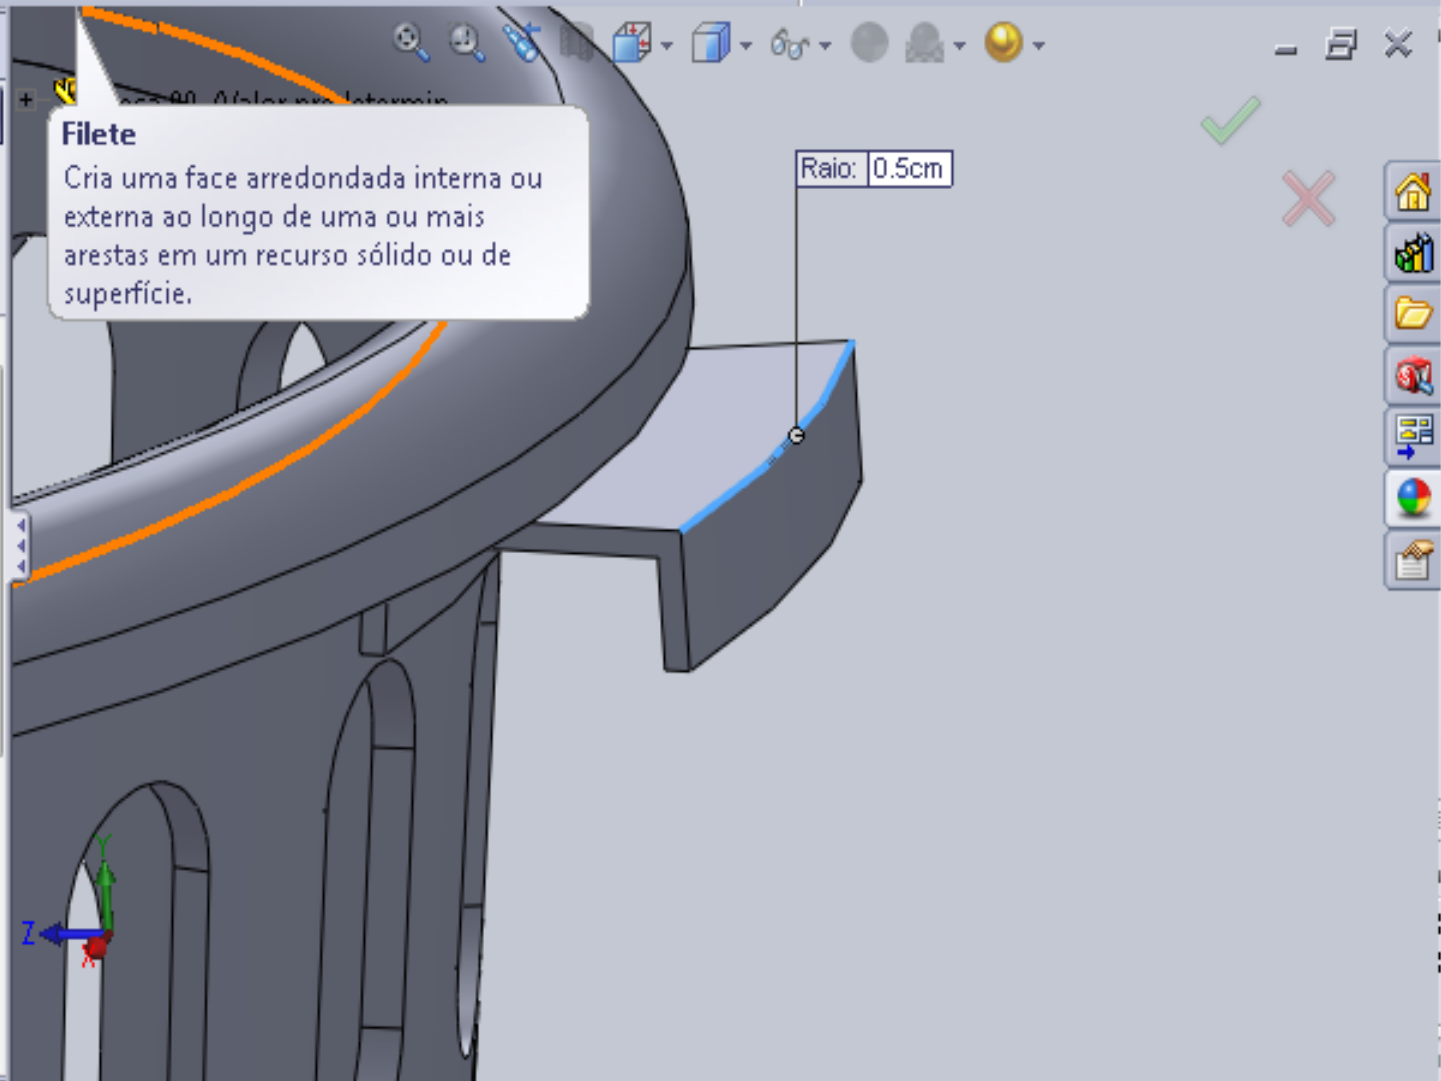 Filete
Cria uma face arredondada interna ou
externa ao longo de uma ou mais
arestas em um recurso sólido ou de
superfície.
Raio: 0.5cm
Y
Z
X